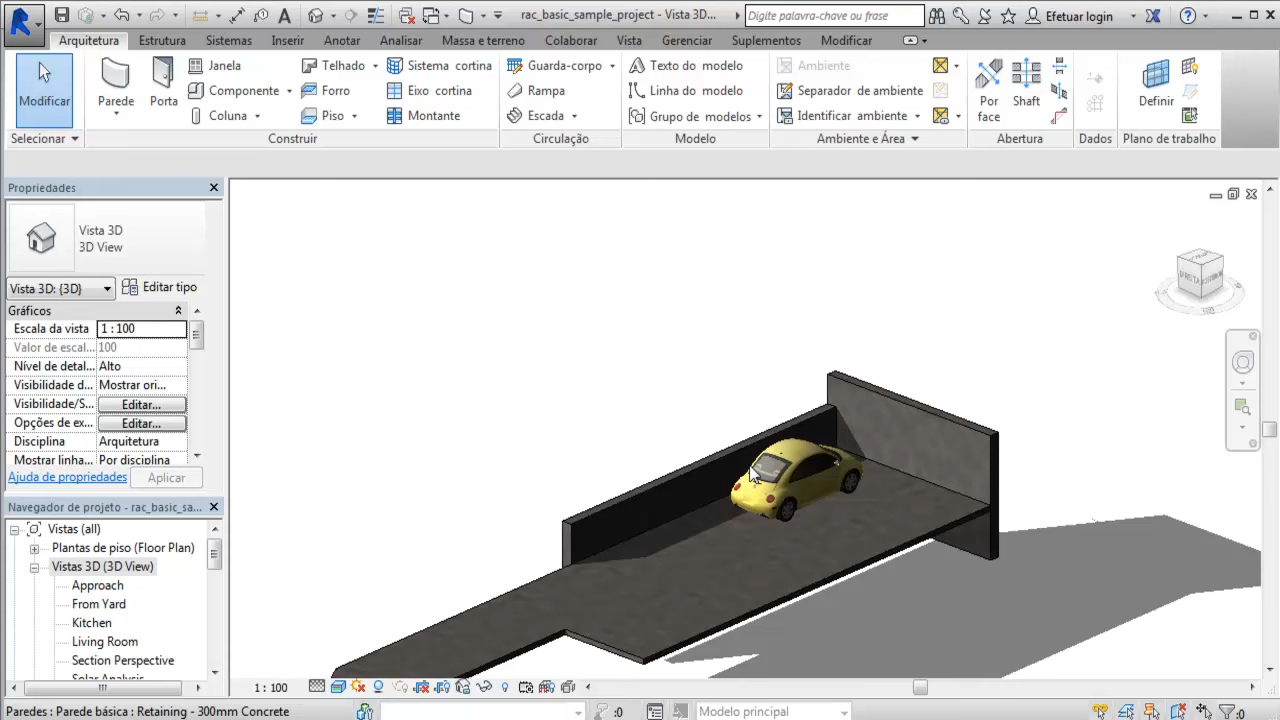 rac_basic_sample_project - Vista 3D...
Digite palavra-chave ou frase
Efetuar login
Arquitetura Estrutura Sistemas Inserir Anotar Analisar Massa e terreno Colaborar Vista Gerenciar Suplementos Modificar
Modificar
Parede
Porta
Janela
Componente
Coluna
Telhado
Forro
Piso
Sistema cortina
Eixo cortina
Montante
Guarda-corpo
Rampa
Escada
Texto do modelo
Linha do modelo
Grupo de modelos
Ambiente
Separador de ambiente
Identificar ambiente
Por face
Shaft
Definir
Selecionar
Construir
Circulação
Modelo
Ambiente e Área
Abertura
Dados
Plano de trabalho
Propriedades
Vista 3D
3D View
Vista 3D: {3D}
Editar tipo
Gráficos
Escala da vista 1 : 100
Valor de escal... 100
Nível de detal... Alto
Visibilidade d... Mostrar ori...
Visibilidade/S... Editar...
Opções de ex... Editar...
Disciplina Arquitetura
Mostrar linha... Por disciplina
Ajuda de propriedades
Aplicar
Navegador de projeto - rac_basic_sa...
Vistas (all)
Plantas de piso (Floor Plan)
Vistas 3D (3D View)
Approach
From Yard
Kitchen
Living Room
Section Perspective
Solar Analysis
1 : 100
Paredes : Parede básica : Retaining - 300mm Concrete
:0
Modelo principal
:0